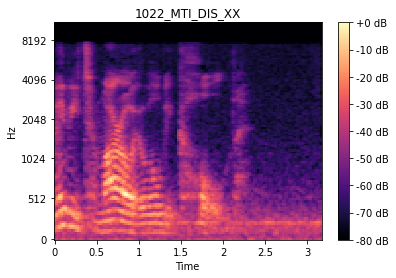 1022_MTI_DIS_XX
+0 dB
8192
-10 dB
4096
-20 dB
-30 dB
Hz
2048
-40 dB
1024
-50 dB
512
-60 dB
-70 dB
0
-80 dB
0 0.5 1 1.5 2 2.5 3
Time